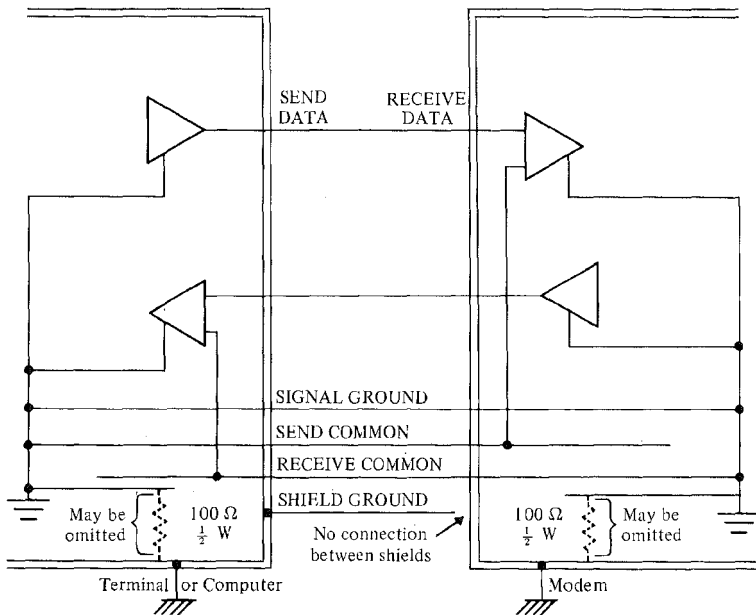 SEND
DATA
RECEIVE
DATA
SIGNAL GROUND
SEND COMMON
RECEIVE COMMON
SHIELD GROUND
May be
omitted
100 Ω
½ W
No connection
between shields
100 Ω
½ W
May be
omitted
Terminal or Computer
Modem